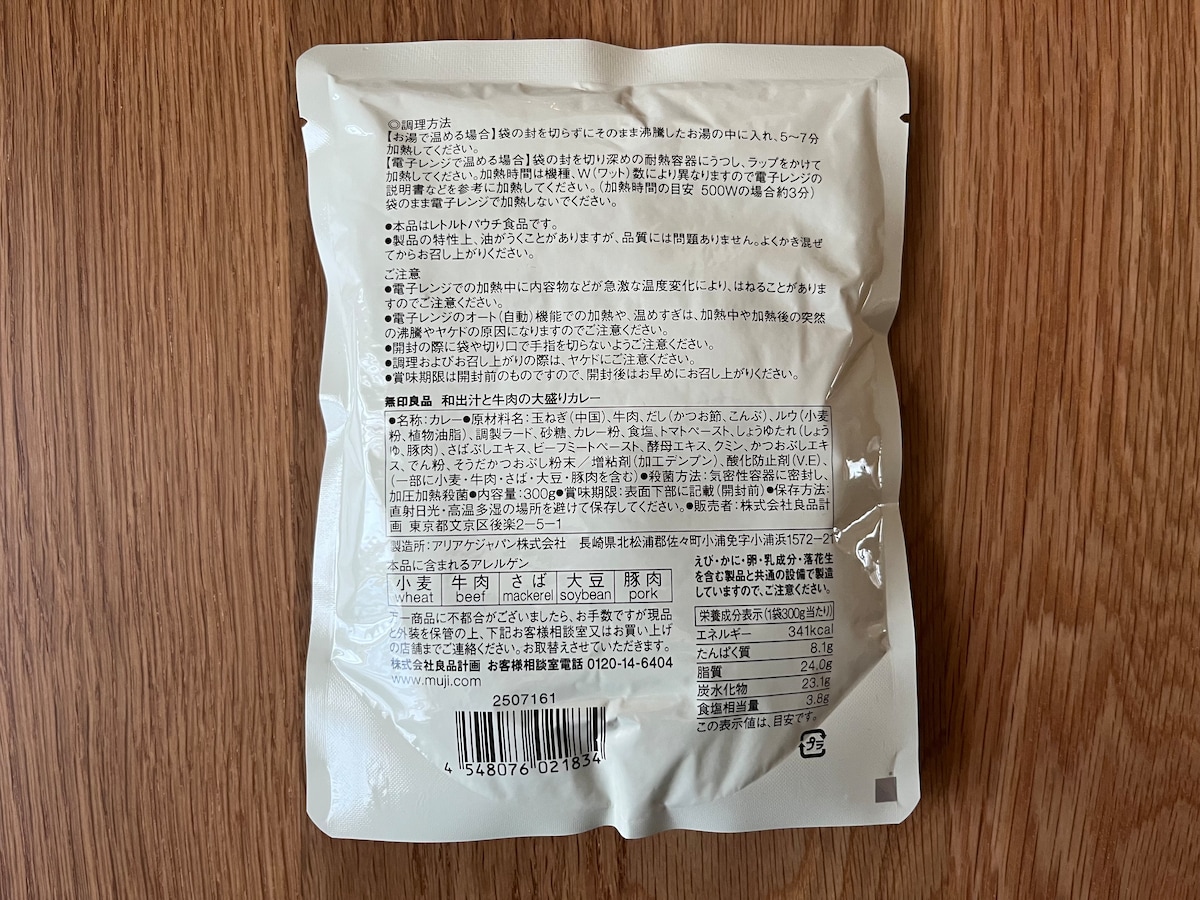 ◎調理方法
【お湯で温める場合】袋の封を切らずにそのまま沸騰したお湯の中に入れ、5〜7分
加熱してください。
【電子レンジで温める場合】袋の封を切り深めの耐熱容器にうつし、ラップをかけて
加熱してください。加熱時間は機種、W(ワット)数により異なりますので電子レンジの
説明書などを参考に加熱してください。(加熱時間の目安 500Wの場合約3分)
袋のまま電子レンジで加熱しないでください。
●本品はレトルトパウチ食品です。
●製品の特性上、油がうくことがありますが、品質には問題ありません。よくかき混ぜ
てからお召し上がりください。
ご注意
●電子レンジでの加熱中に内容物などが急激な温度変化により、はねることがありま
すのでご注意ください。
●電子レンジのオート(自動)機能での加熱や、温めすぎは、加熱中や加熱後の突然
の沸騰やヤケドの原因になりますのでご注意ください。
●開封の際に袋や切り口で手指を切らないようご注意ください。
●調理およびお召し上がりの際は、ヤケドにご注意ください。
●賞味期限は開封前のものですので、開封後はお早めにお召し上がりください。
無印良品 和出汁と牛肉の大盛りカレー
●名称:カレー●原材料名:玉ねぎ(中国)、牛肉、だし(かつお節、こんぶ)、ルウ(小麦
粉、植物油脂)、調製ラード、砂糖、カレー粉、食塩、トマトペースト、しょうゆたれ(しょう
ゆ、豚肉)、さばぶしエキス、ビーフミートペースト、酵母エキス、クミン、かつおぶしエキ
ス、でん粉、そうだかつおぶし粉末/増粘剤(加工デンプン)、酸化防止剤(V.E)、
(一部に小麦・牛肉・さば・大豆・豚肉を含む)●殺菌方法:気密性容器に密封し、
加圧加熱殺菌●内容量:300g●賞味期限:表面下部に記載(開封前)●保存方法:
直射日光・高温多湿の場所を避けて保存してください。●販売者:株式会社良品計
画 東京都文京区後楽2-5-1
製造所:アリアケジャパン株式会社 長崎県北松浦郡佐々町小浦免字小浦浜1572-21
本品に含まれるアレルゲン
小麦 牛肉 さば 大豆 豚肉
wheat beef mackerel soybean pork
万一商品に不都合がございましたら、お手数ですが現品
と外装を保管の上、下記お客様相談室又はお買い上げ
の店舗までご連絡ください。お取替えさせていただきます。
株式会社良品計画 お客様相談室電話 0120-14-6404
www.muji.com
2507161
4 548076 021834
えび・かに・卵・乳成分・落花生
を含む製品と共通の設備で製造
していますので、ご注意ください。
栄養成分表示(1袋300g当たり)
エネルギー 341kcal
たんぱく質 8.1g
脂質 24.0g
炭水化物 23.1g
食塩相当量 3.8g
この表示値は、目安です。
プラ